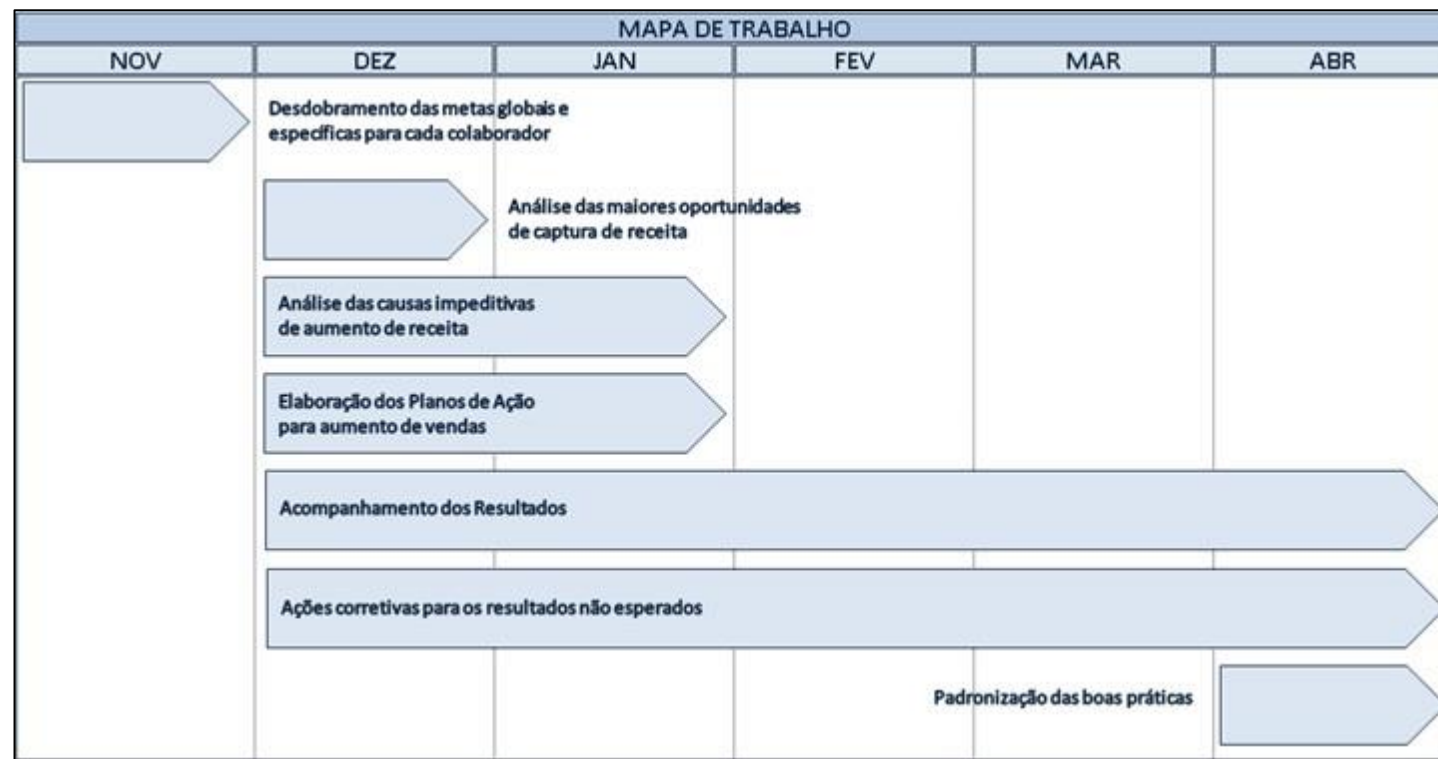 MAPA DE TRABALHO
NOV DEZ JAN FEV MAR ABR
Desdobramento das metas globais e
específicas para cada colaborador
Análise das maiores oportunidades
de captura de receita
Análise das causas impeditivas
de aumento de receita
Elaboração dos Planos de Ação
para aumento de vendas
Acompanhamento dos Resultados
Ações corretivas para os resultados não esperados
Padronização das boas práticas